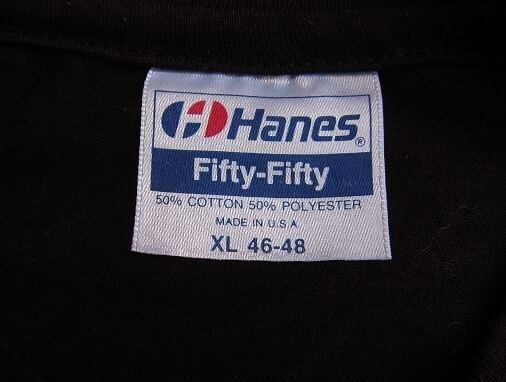 Hanes®
Fifty-Fifty
50% COTTON 50% POLYESTER
MADE IN U.S.A
XL 46-48